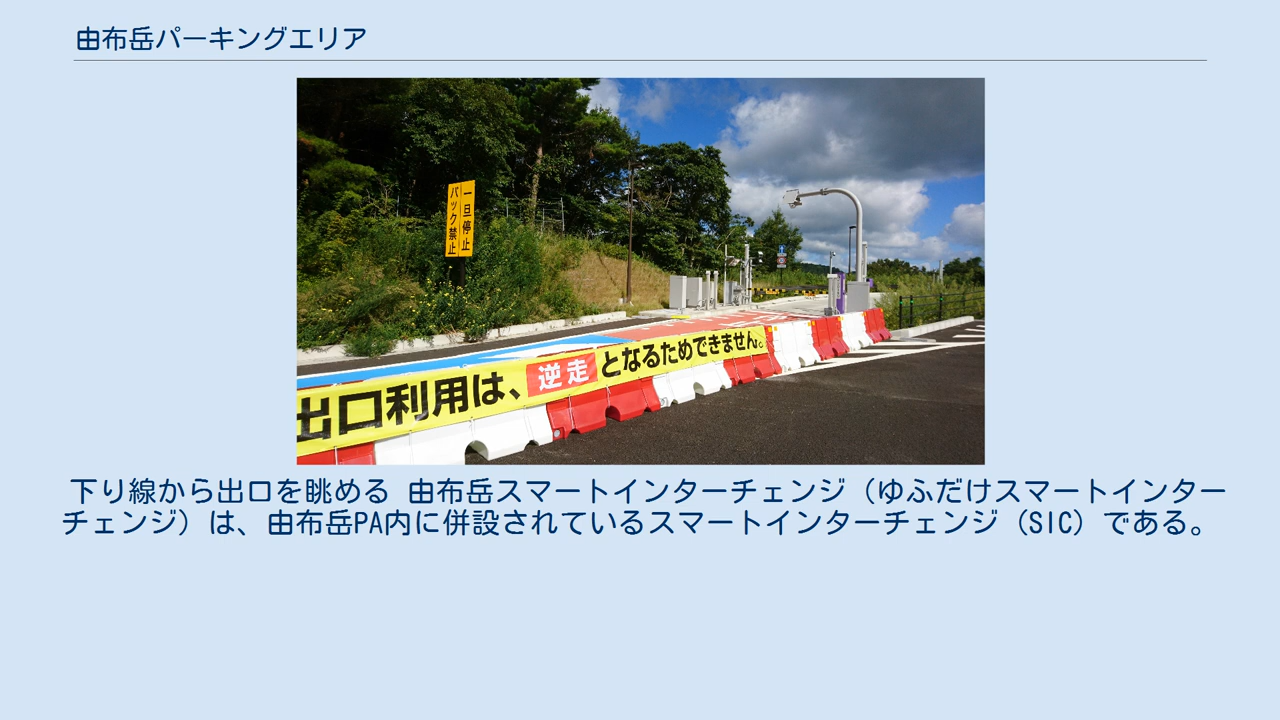 由布岳パーキングエリア
一旦停止
バック禁止
出口利用は、逆走となるためできません。
下り線から出口を眺める 由布岳スマートインターチェンジ（ゆふだけスマートインター
チェンジ）は、由布岳PA内に併設されているスマートインターチェンジ（SIC）である。